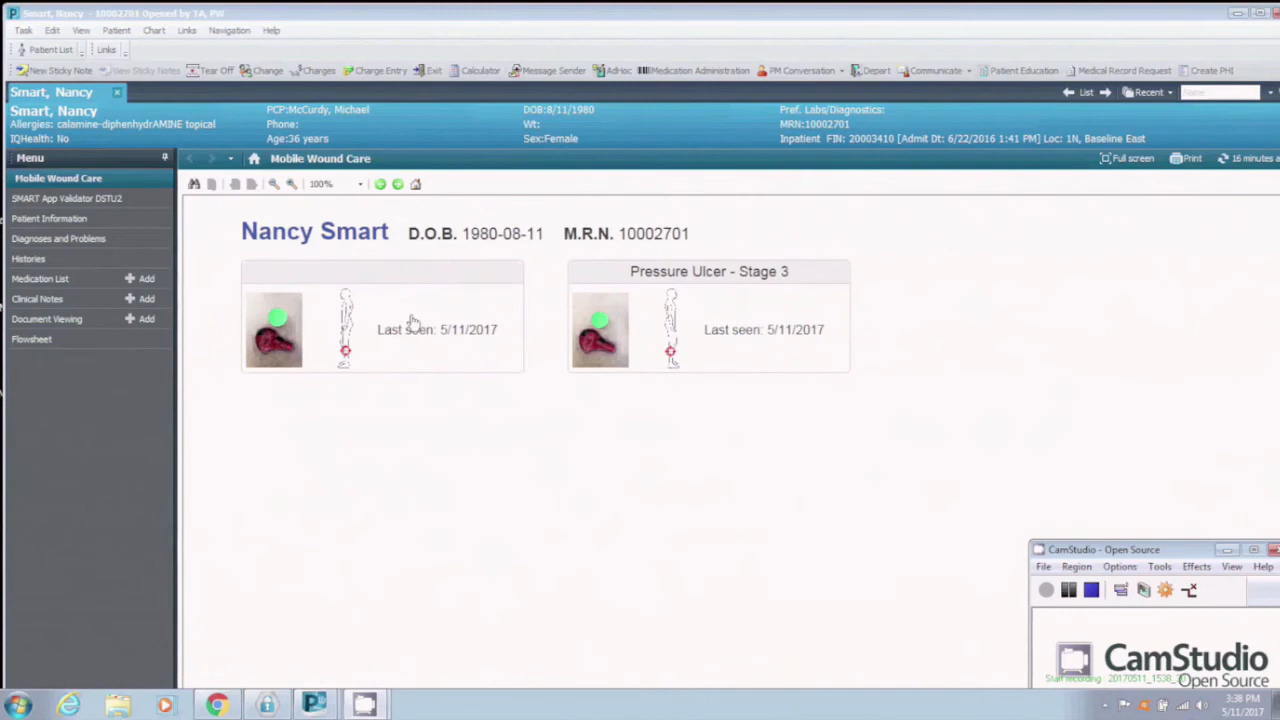 Smart, Nancy - 10002701 Opened by TA, PW
Task Edit View Patient Chart Links Navigation Help
Patient List Links
New Sticky Note View Sticky Notes Tear Off Change Charges Charge Entry Exit Calculator Message Sender AdHoc Medication Administration PM Conversation Depart Communicate Patient Education Medical Record Request Create PHI
Smart, Nancy List Recent Name
Smart, Nancy PCP:McCurdy, Michael DOB:8/11/1980 Pref. Labs/Diagnostics:
Allergies: calamine-diphenhydrAMINE topical Phone: Wt: MRN:10002701
IQHealth: No Age:36 years Sex:Female Inpatient FIN: 20003410 [Admit Dt: 6/22/2016 1:41 PM] Loc: 1N, Baseline East
Menu Mobile Wound Care Full screen Print 16 minutes a
Mobile Wound Care
SMART App Validator DSTU2
Patient Information
Diagnoses and Problems
Histories
Medication List Add
Clinical Notes Add
Document Viewing Add
Flowsheet
100%
Nancy Smart D.O.B. 1980-08-11 M.R.N. 10002701
Last seen: 5/11/2017
Pressure Ulcer - Stage 3
Last seen: 5/11/2017
CamStudio - Open Source
File Region Options Tools Effects View Help
CamStudio
Open Source
3:38 PM
5/11/2017